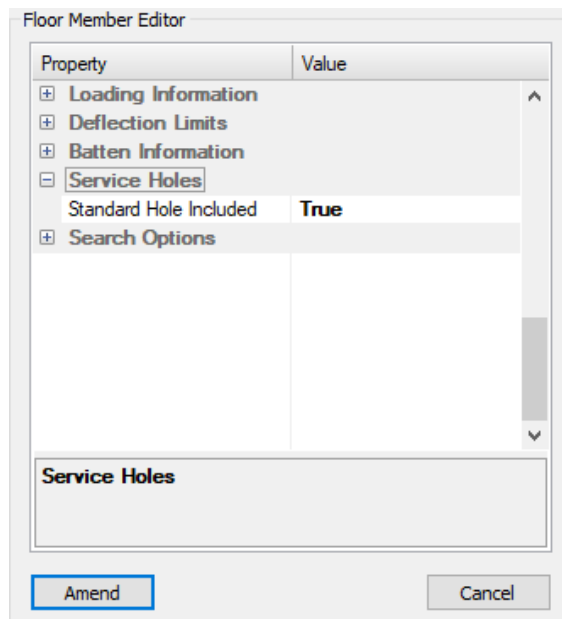 Floor Member Editor
Property Value
Loading Information
Deflection Limits
Batten Information
Service Holes
Standard Hole Included True
Search Options
Service Holes
Amend Cancel